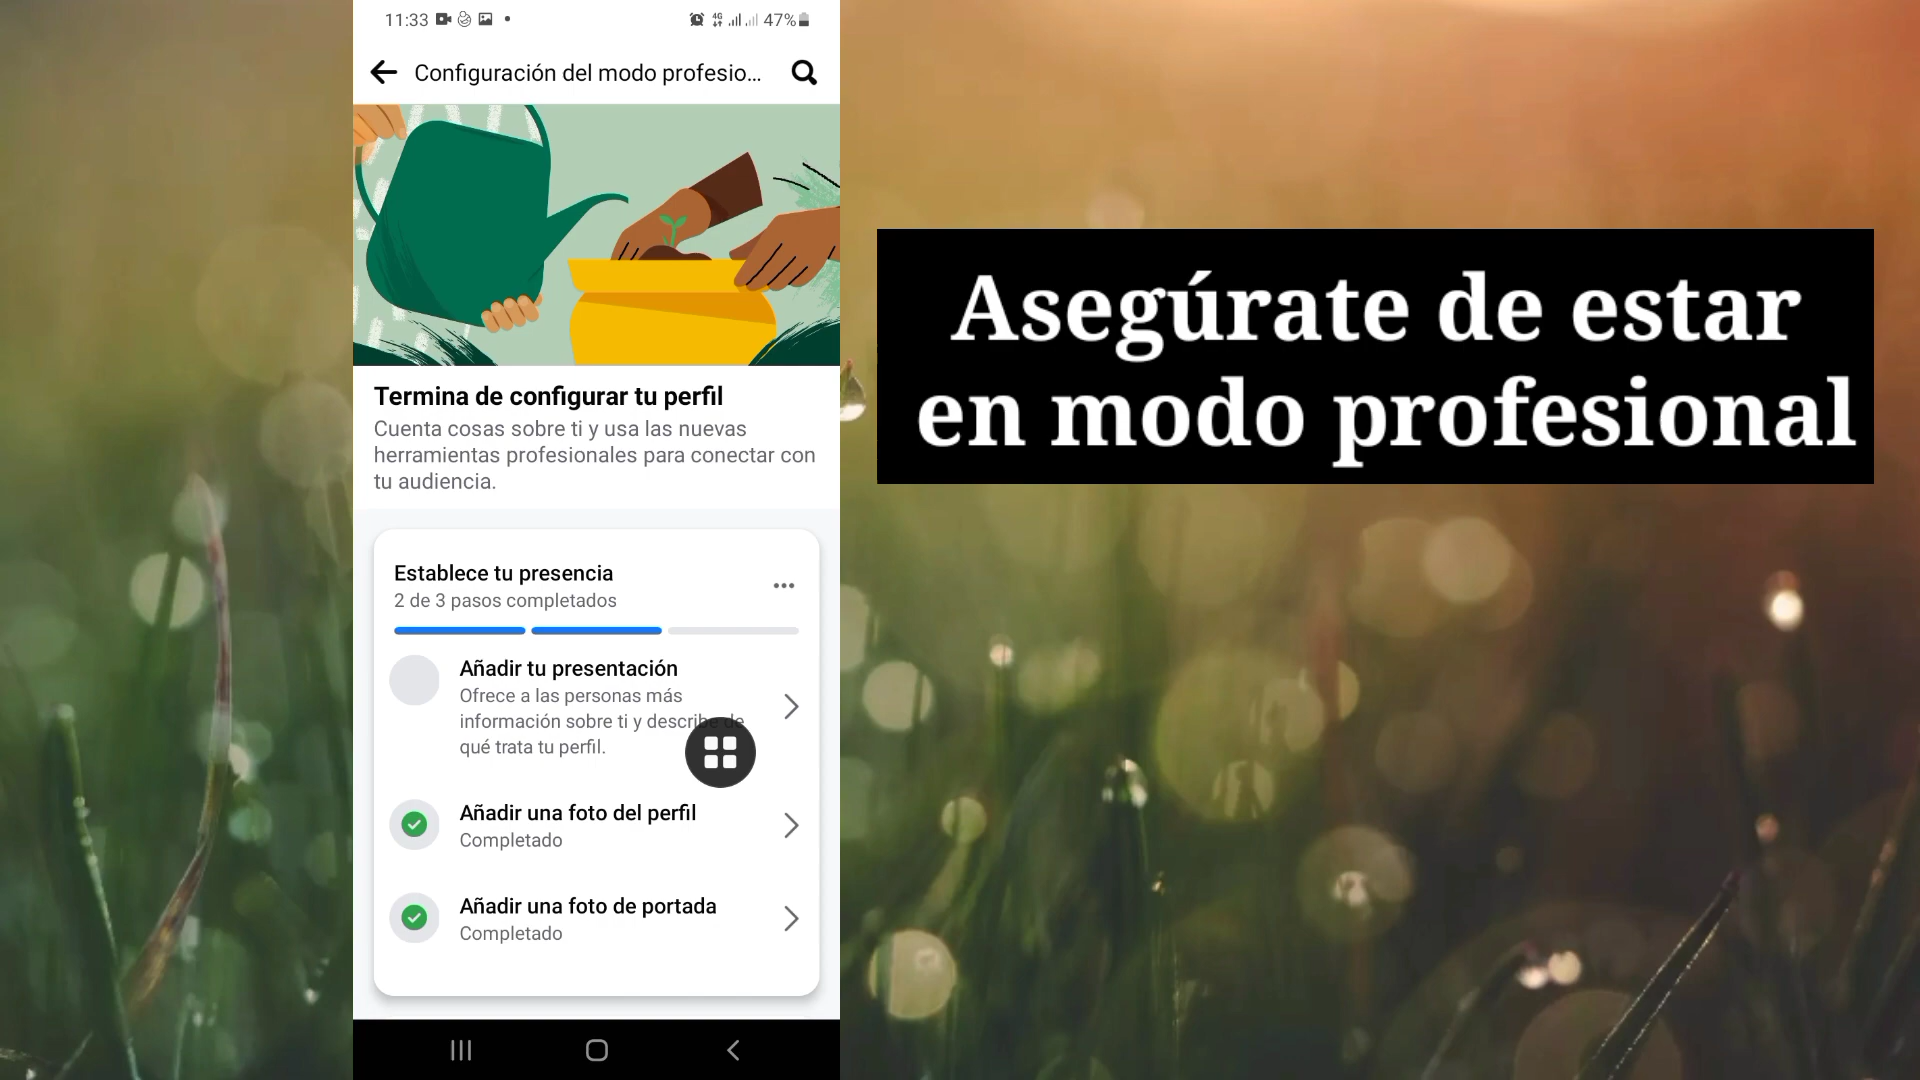 11:33
4G
47%
Configuración del modo profesio...
Termina de configurar tu perfil
Cuenta cosas sobre ti y usa las nuevas
herramientas profesionales para conectar con
tu audiencia.
Establece tu presencia
2 de 3 pasos completados
Añadir tu presentación
Ofrece a las personas más
información sobre ti y describe de
qué trata tu perfil.
Añadir una foto del perfil
Completado
Añadir una foto de portada
Completado
Asegúrate de estar
en modo profesional